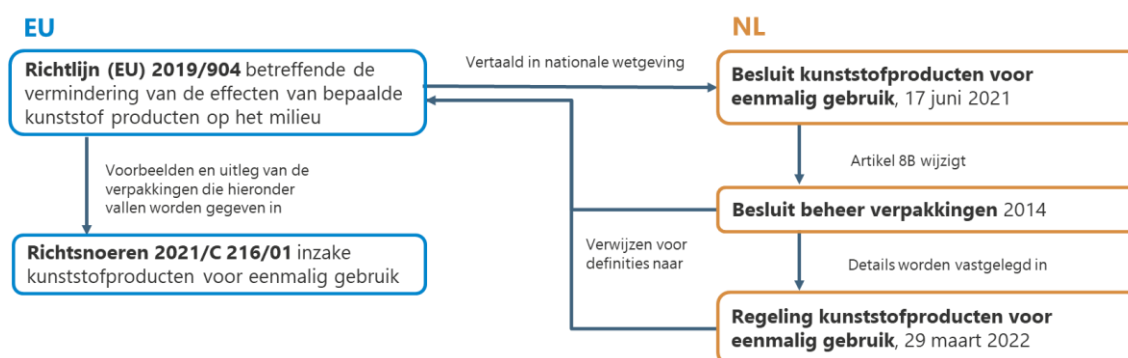 EU
Richtlijn (EU) 2019/904 betreffende de
vermindering van de effecten van bepaalde
kunststof producten op het milieu
Vertaald in nationale wetgeving
NL
Besluit kunststofproducten voor
eenmalig gebruik, 17 juni 2021
Voorbeelden en uitleg van de
verpakkingen die hieronder
vallen worden gegeven in
Artikel 8B wijzigt
Besluit beheer verpakkingen 2014
Richtsnoeren 2021/C 216/01 inzake
kunststofproducten voor eenmalig gebruik
Verwijzen voor
definities naar
Details worden vastgelegd in
Regeling kunststofproducten voor
eenmalig gebruik, 29 maart 2022